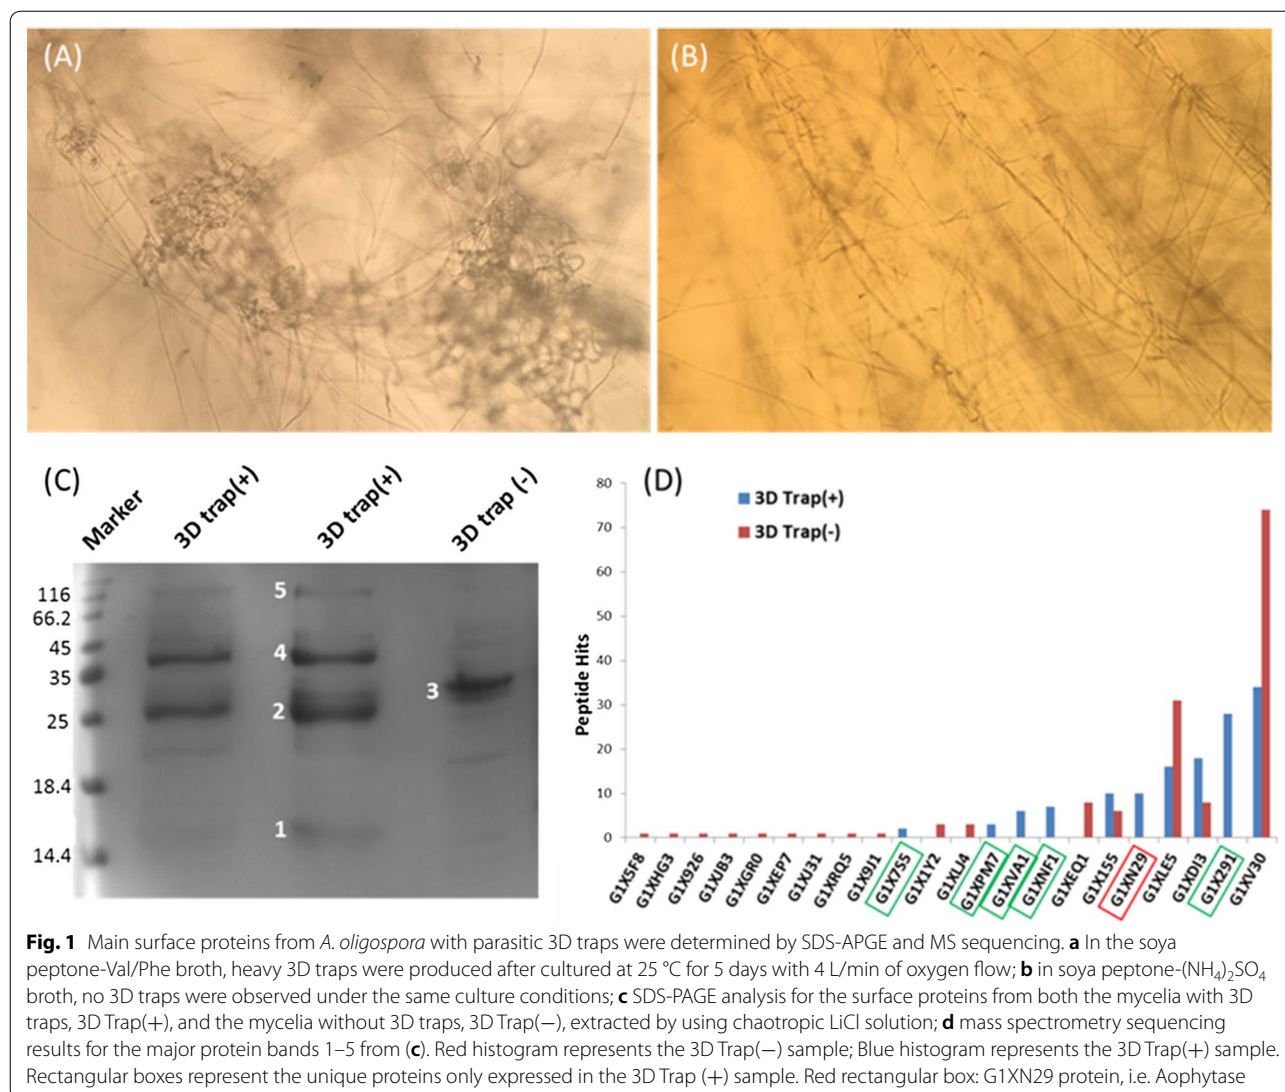 (A)
(B)
(C)
Marker
3D trap(+)
3D trap(+)
3D trap (-)
116
66.2
45
35
25
18.4
14.4
5
4
2
3
1
(D)
3D Trap(+)
3D Trap(-)
Peptide Hits
80
70
60
50
40
30
20
10
0
G1X5F8
G1XHG3
G1X926
G1XJB3
G1XGR0
G1XEP7
G1XJ31
G1XRQ5
G1X9J1
G1X7S5
G1X1Y2
G1XLJ4
G1XPM7
G1XVA1
G1XNF1
G1XEQ1
G1X155
G1XN29
G1XLE5
G1XDJ3
G1X291
G1XV30
Fig. 1 Main surface proteins from A. oligospora with parasitic 3D traps were determined by SDS-APGE and MS sequencing. a In the soya
peptone-Val/Phe broth, heavy 3D traps were produced after cultured at 25 °C for 5 days with 4 L/min of oxygen flow; b in soya peptone-(NH4)2SO4
broth, no 3D traps were observed under the same culture conditions; c SDS-PAGE analysis for the surface proteins from both the mycelia with 3D
traps, 3D Trap(+), and the mycelia without 3D traps, 3D Trap(−), extracted by using chaotropic LiCl solution; d mass spectrometry sequencing
results for the major protein bands 1–5 from (c). Red histogram represents the 3D Trap(−) sample; Blue histogram represents the 3D Trap(+) sample.
Rectangular boxes represent the unique proteins only expressed in the 3D Trap (+) sample. Red rectangular box: G1XN29 protein, i.e. Aophytase